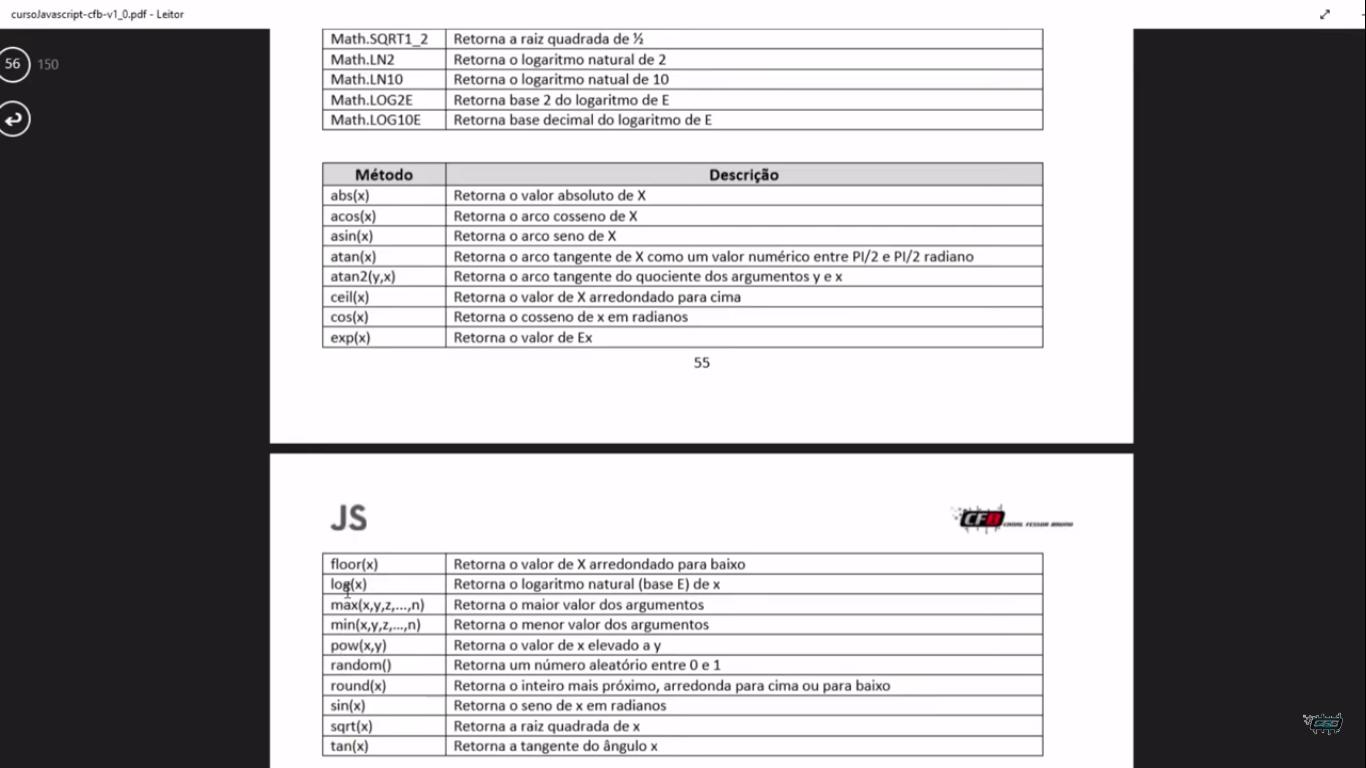 cursoJavascript-cfb-v1_0.pdf - Leitor
56 150
Math.SQRT1_2 Retorna a raiz quadrada de ½
Math.LN2 Retorna o logaritmo natural de 2
Math.LN10 Retorna o logaritmo natual de 10
Math.LOG2E Retorna base 2 do logaritmo de E
Math.LOG10E Retorna base decimal do logaritmo de E
Método Descrição
abs(x) Retorna o valor absoluto de X
acos(x) Retorna o arco cosseno de X
asin(x) Retorna o arco seno de X
atan(x) Retorna o arco tangente de X como um valor numérico entre PI/2 e PI/2 radiano
atan2(y,x) Retorna o arco tangente do quociente dos argumentos y e x
ceil(x) Retorna o valor de X arredondado para cima
cos(x) Retorna o cosseno de x em radianos
exp(x) Retorna o valor de Ex
55
JS CFB CANAL FESSOR BRUNO
floor(x) Retorna o valor de X arredondado para baixo
log(x) Retorna o logaritmo natural (base E) de x
max(x,y,z,...,n) Retorna o maior valor dos argumentos
min(x,y,z,...,n) Retorna o menor valor dos argumentos
pow(x,y) Retorna o valor de x elevado a y
random() Retorna um número aleatório entre 0 e 1
round(x) Retorna o inteiro mais próximo, arredonda para cima ou para baixo
sin(x) Retorna o seno de x em radianos
sqrt(x) Retorna a raiz quadrada de x
tan(x) Retorna a tangente do ângulo x